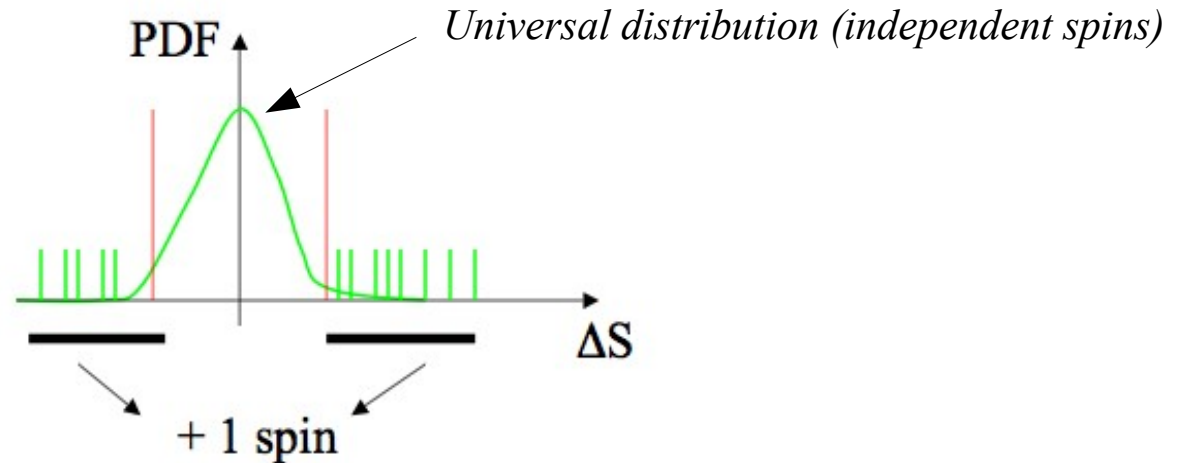 Universal distribution (independent spins)
PDF
ΔS
+ 1 spin